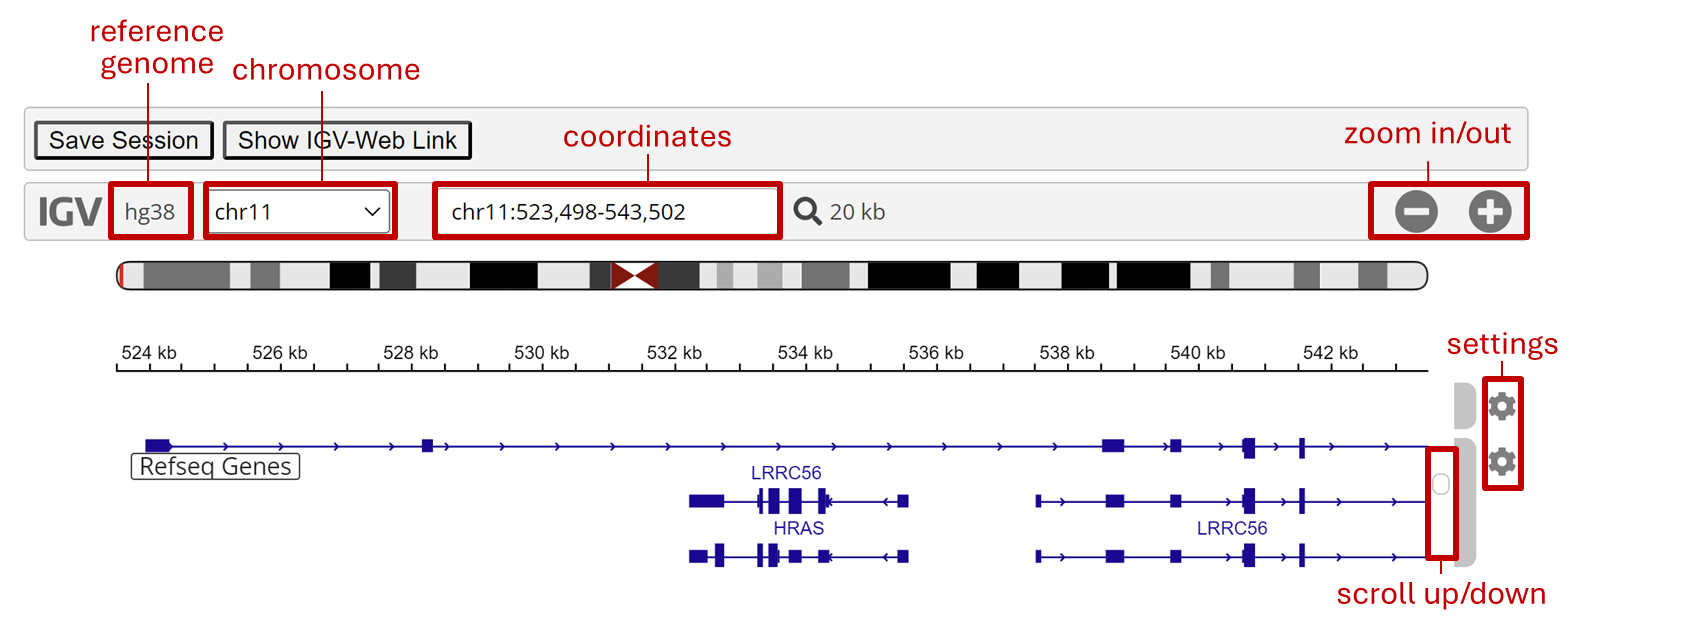 reference
genome
chromosome
Save Session
Show IGV-Web Link
coordinates
zoom in/out
IGV
hg38
chr11
chr11:523,498-543,502
20 kb
524 kb
526 kb
528 kb
530 kb
532 kb
534 kb
536 kb
538 kb
540 kb
542 kb
settings
Refseq Genes
LRRC56
HRAS
LRRC56
scroll up/down